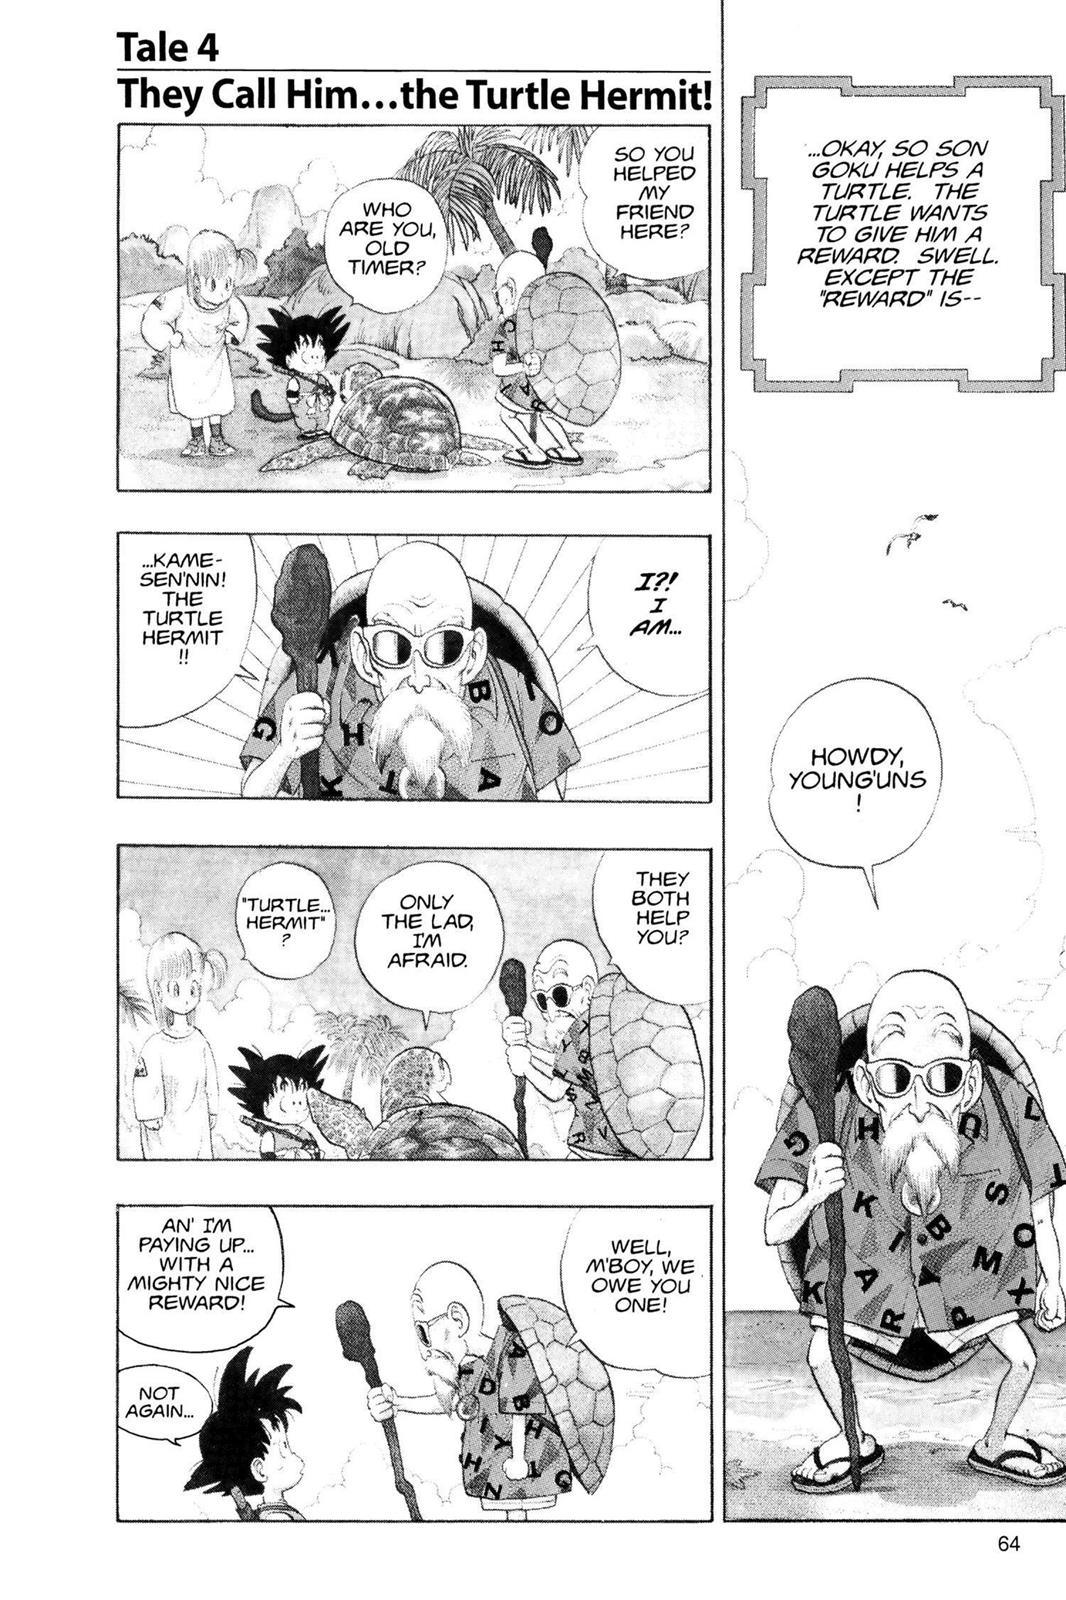 Tale 4
They Call Him...the Turtle Hermit!
...OKAY, SO SON
GOKU HELPS A
TURTLE. THE
TURTLE WANTS
TO GIVE HIM A
REWARD. SWELL.
EXCEPT THE
"REWARD" IS--
HOWDY,
YOUNG'UNS
!
SO YOU
HELPED
MY
FRIEND
HERE?
WHO
ARE YOU,
OLD
TIMER?
I?!
I
AM...
...KAME-
SEN'NIN!
THE
TURTLE
HERMIT
!!
THEY
BOTH
HELP
YOU?
ONLY
THE LAD,
I'M
AFRAID.
"TURTLE...
HERMIT"
?
WELL,
M'BOY, WE
OWE YOU
ONE!
AN' I'M
PAYING UP...
WITH A
MIGHTY NICE
REWARD!
NOT
AGAIN...
64